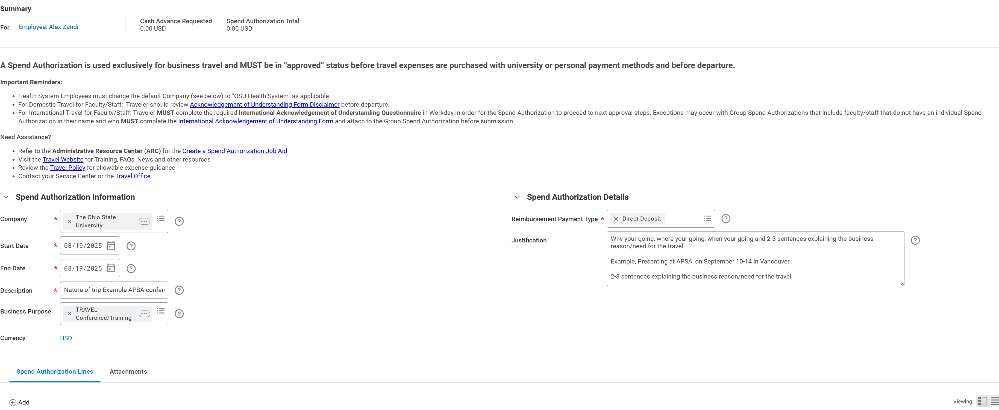 Summary
For Employee: Alex Zandi
Cash Advance Requested
0.00 USD
Spend Authorization Total
0.00 USD
A Spend Authorization is used exclusively for business travel and MUST be in “approved” status before travel expenses are purchased with university or personal payment methods and before departure.
Important Reminders:
• Health System Employees must change the default Company (see below) to "OSU Health System" as applicable.
• For Domestic Travel for Faculty/Staff: Traveler should review Acknowledgement of Understanding Form Disclaimer before departure.
• For International Travel for Faculty/Staff: Traveler MUST complete the required International Acknowledgement of Understanding Questionnaire in Workday in order for the Spend Authorization to proceed to next approval steps. Exceptions may occur with Group Spend Authorizations that include faculty/staff that do not have an individual Spend
Authorization in their name and who MUST complete the International Acknowledgement of Understanding Form and attach to the Group Spend Authorization before submission.
Need Assistance?
• Refer to the Administrative Resource Center (ARC) for the Create a Spend Authorization Job Aid
• Visit the Travel Website for Training, FAQs, News and other resources
• Review the Travel Policy for allowable expense guidance
• Contact your Service Center or the Travel Office
Spend Authorization Information
Company * The Ohio State
University
Start Date * 08/19/2025
End Date * 08/19/2025
Description * Nature of trip Example APSA confer
Business Purpose TRAVEL -
Conference/Training
Currency USD
Spend Authorization Details
Reimbursement Payment Type * Direct Deposit
Justification
Why your going, where your going, when your going and 2-3 sentences explaining the business
reason/need for the travel
Example, Presenting at APSA, on September 10-14 in Vancouver
2-3 sentences explaining the business reason/need for the travel
Spend Authorization Lines
Attachments
Add
Viewing: